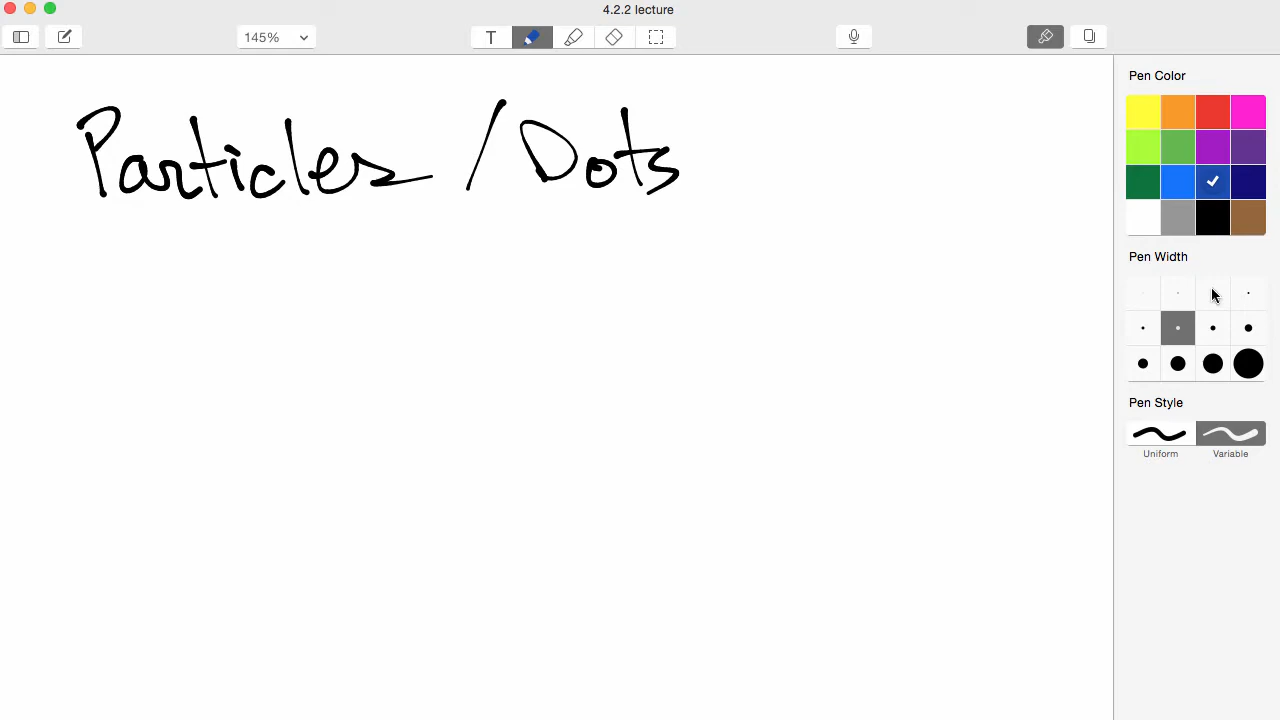 4.2.2 lecture
145%
T
Particles / Dots
Pen Color
Pen Width
Pen Style
Uniform
Variable